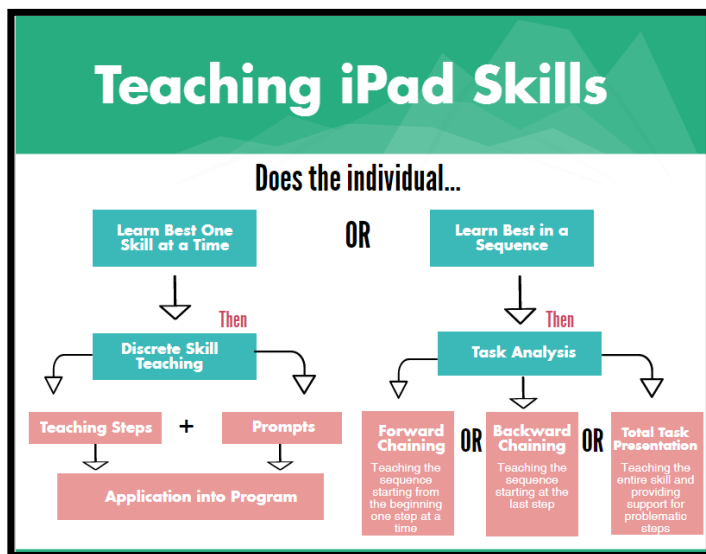 Teaching iPad Skills
Does the individual...
Learn Best One
Skill at a Time
OR
Learn Best in a
Sequence
Then
Discrete Skill
Teaching
Then
Task Analysis
Teaching Steps
+
Prompts
Application into Program
Forward
Chaining
Teaching the
sequence
starting from
the beginning
one step at a
time
OR
Backward
Chaining
Teaching the
sequence
starting at the
last step
OR
Total Task
Presentation
Teaching the
entire skill and
providing
support for
problematic
steps